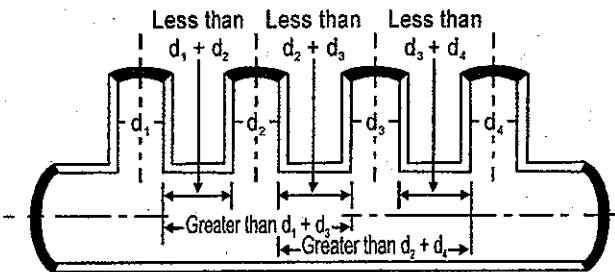 Less than Less than Less than
d₁ + d₂ d₂ + d₃ d₃ + d₄
d₁ d₂ d₃ d₄
Greater than d₁ + d₃
Greater than d₂ + d₄